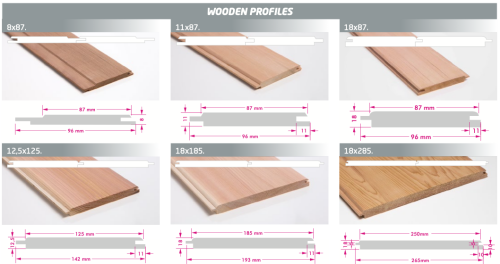 WOODEN PROFILES
8x87.
11x87.
18x87.
87 mm
8
96 mm
87 mm
11
11
96 mm
87 mm
18
11
96 mm
12,5x125.
18x185.
18x285.
125 mm
12,5
11
142 mm
185 mm
18
11
193 mm
250mm
18
10
265mm